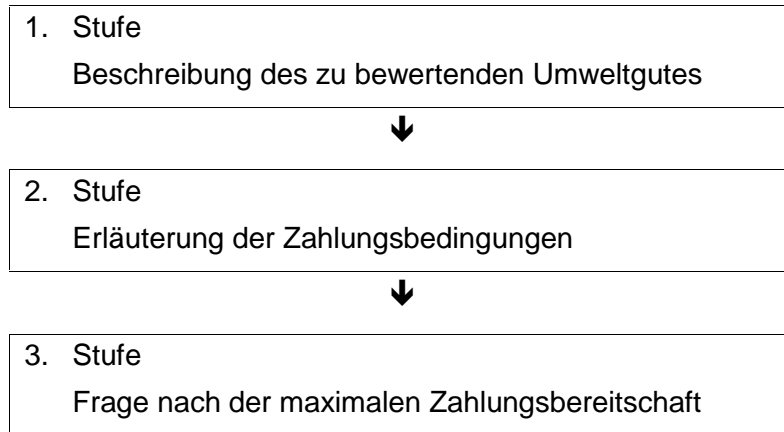 1. Stufe
Beschreibung des zu bewertenden Umweltgutes
2. Stufe
Erläuterung der Zahlungsbedingungen
3. Stufe
Frage nach der maximalen Zahlungsbereitschaft